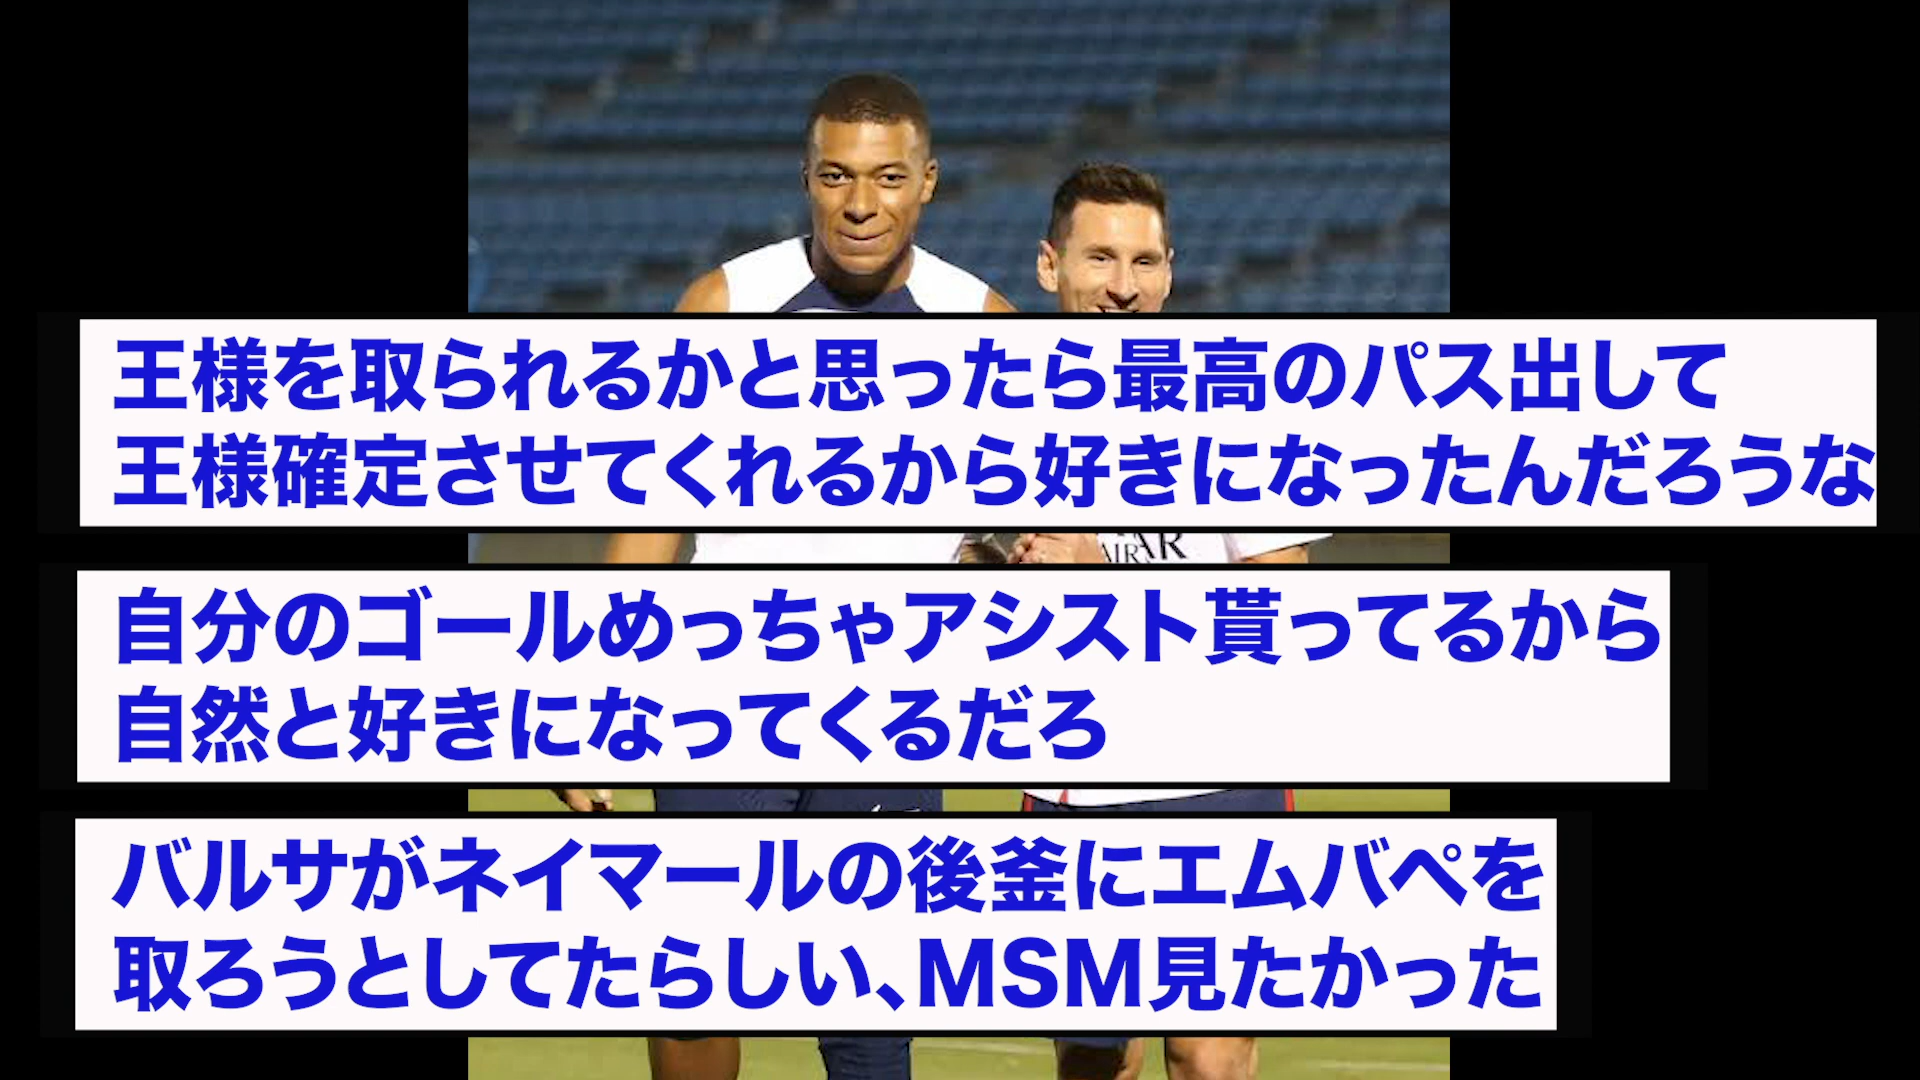 王様を取られるかと思ったら最高のパス出して
王様確定させてくれるから好きになったんだろうな
AIR
AR
自分のゴールめっちゃアシスト貰ってるから
自然と好きになってくるだろ
バルサがネイマールの後釜にエムバペを
取ろうとしてたらしい、MSM見たかった